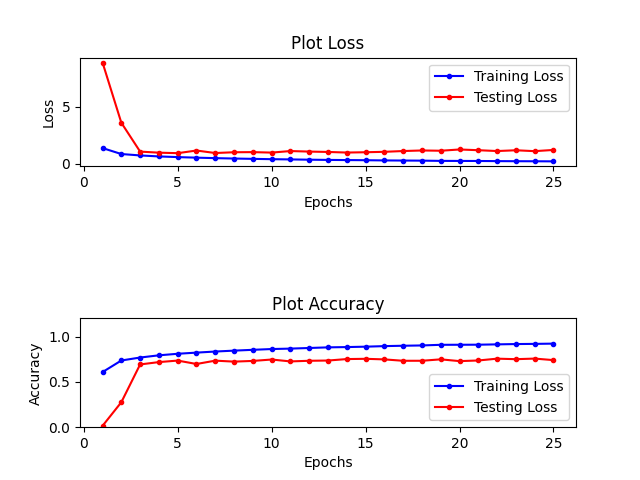 Plot Loss
Training Loss
Testing Loss
Loss
5
0
0 5 10 15 20 25
Epochs
Plot Accuracy
1.0
0.5
0.0
Accuracy
Training Loss
Testing Loss
0 5 10 15 20 25
Epochs